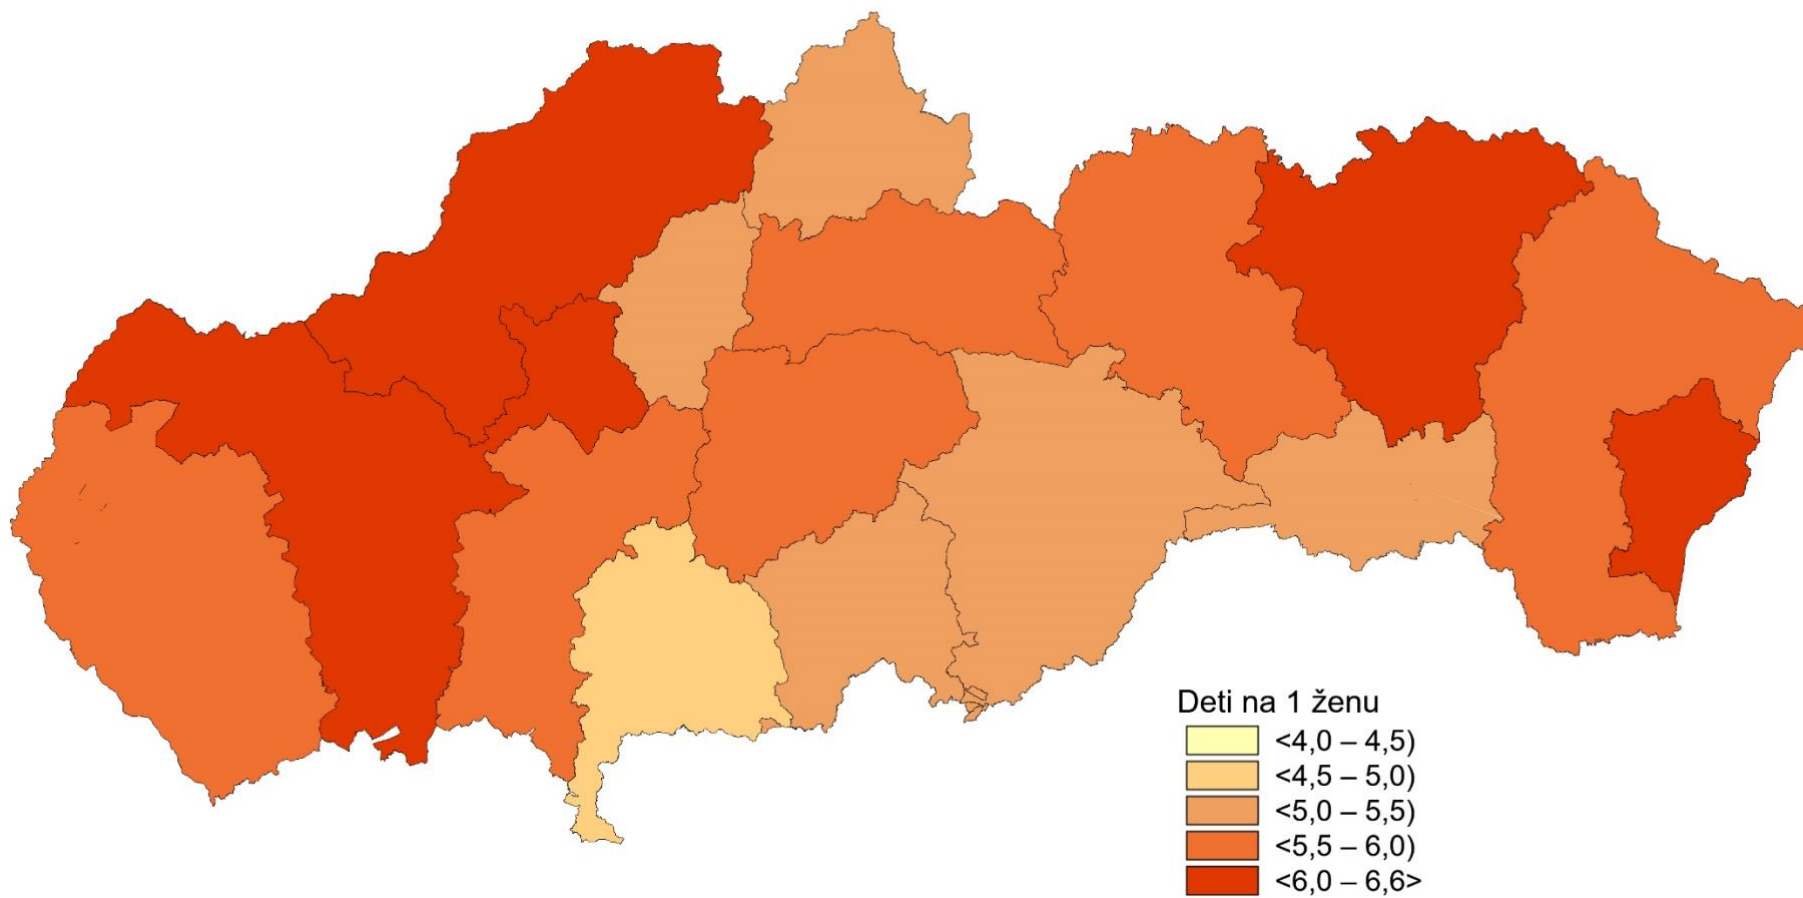 Deti na 1 ženu
<4,0 – 4,5)
<4,5 – 5,0)
<5,0 – 5,5)
<5,5 – 6,0)
<6,0 – 6,6>